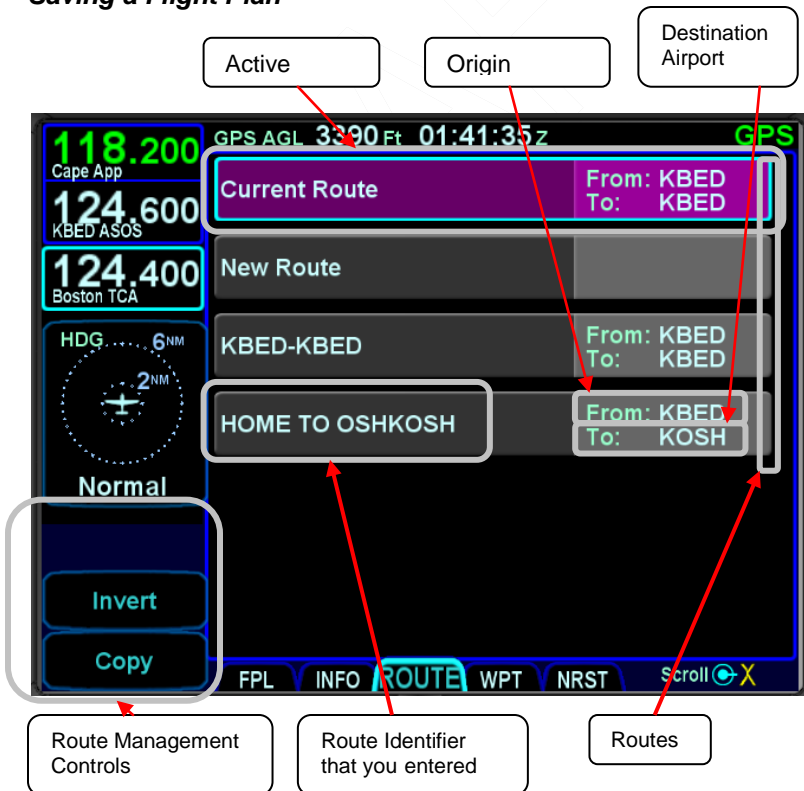 Saving a Flight Plan
Active
Origin
Destination
Airport
118.200
Cape App
124.600
KBED ASOS
124.400
Boston TCA
GPS AGL 3390 Ft 01:41:35 Z
GPS
Current Route
From: KBED
To: KBED
New Route
KBED-KBED
From: KBED
To: KBED
HOME TO OSHKOSH
From: KBED
To: KOSH
HDG
6NM
2NM
Normal
Invert
Copy
FPL INFO ROUTE WPT NRST Scroll X
Route Management
Controls
Route Identifier
that you entered
Routes